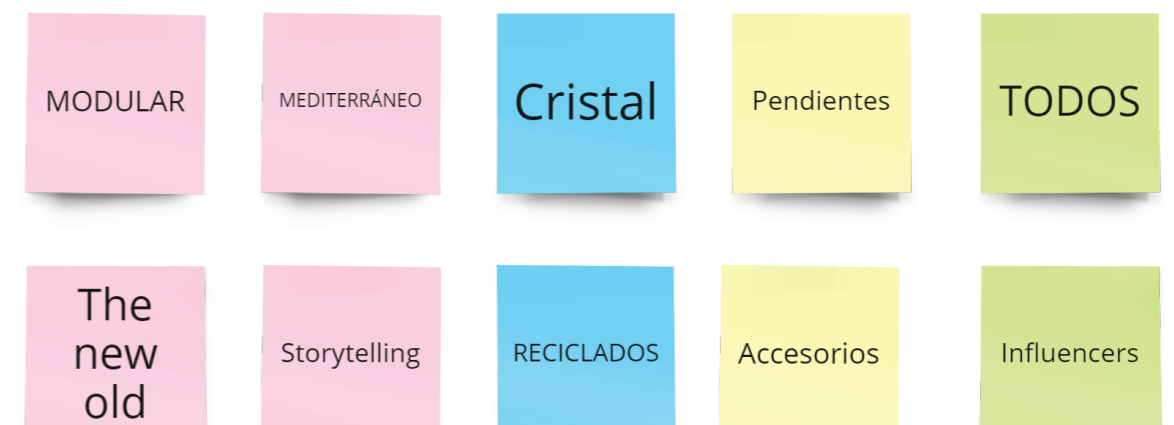 MODULAR
MEDITERRÁNEO
Cristal
Pendientes
TODOS
The
new
old
Storytelling
RECICLADOS
Accesorios
Influencers